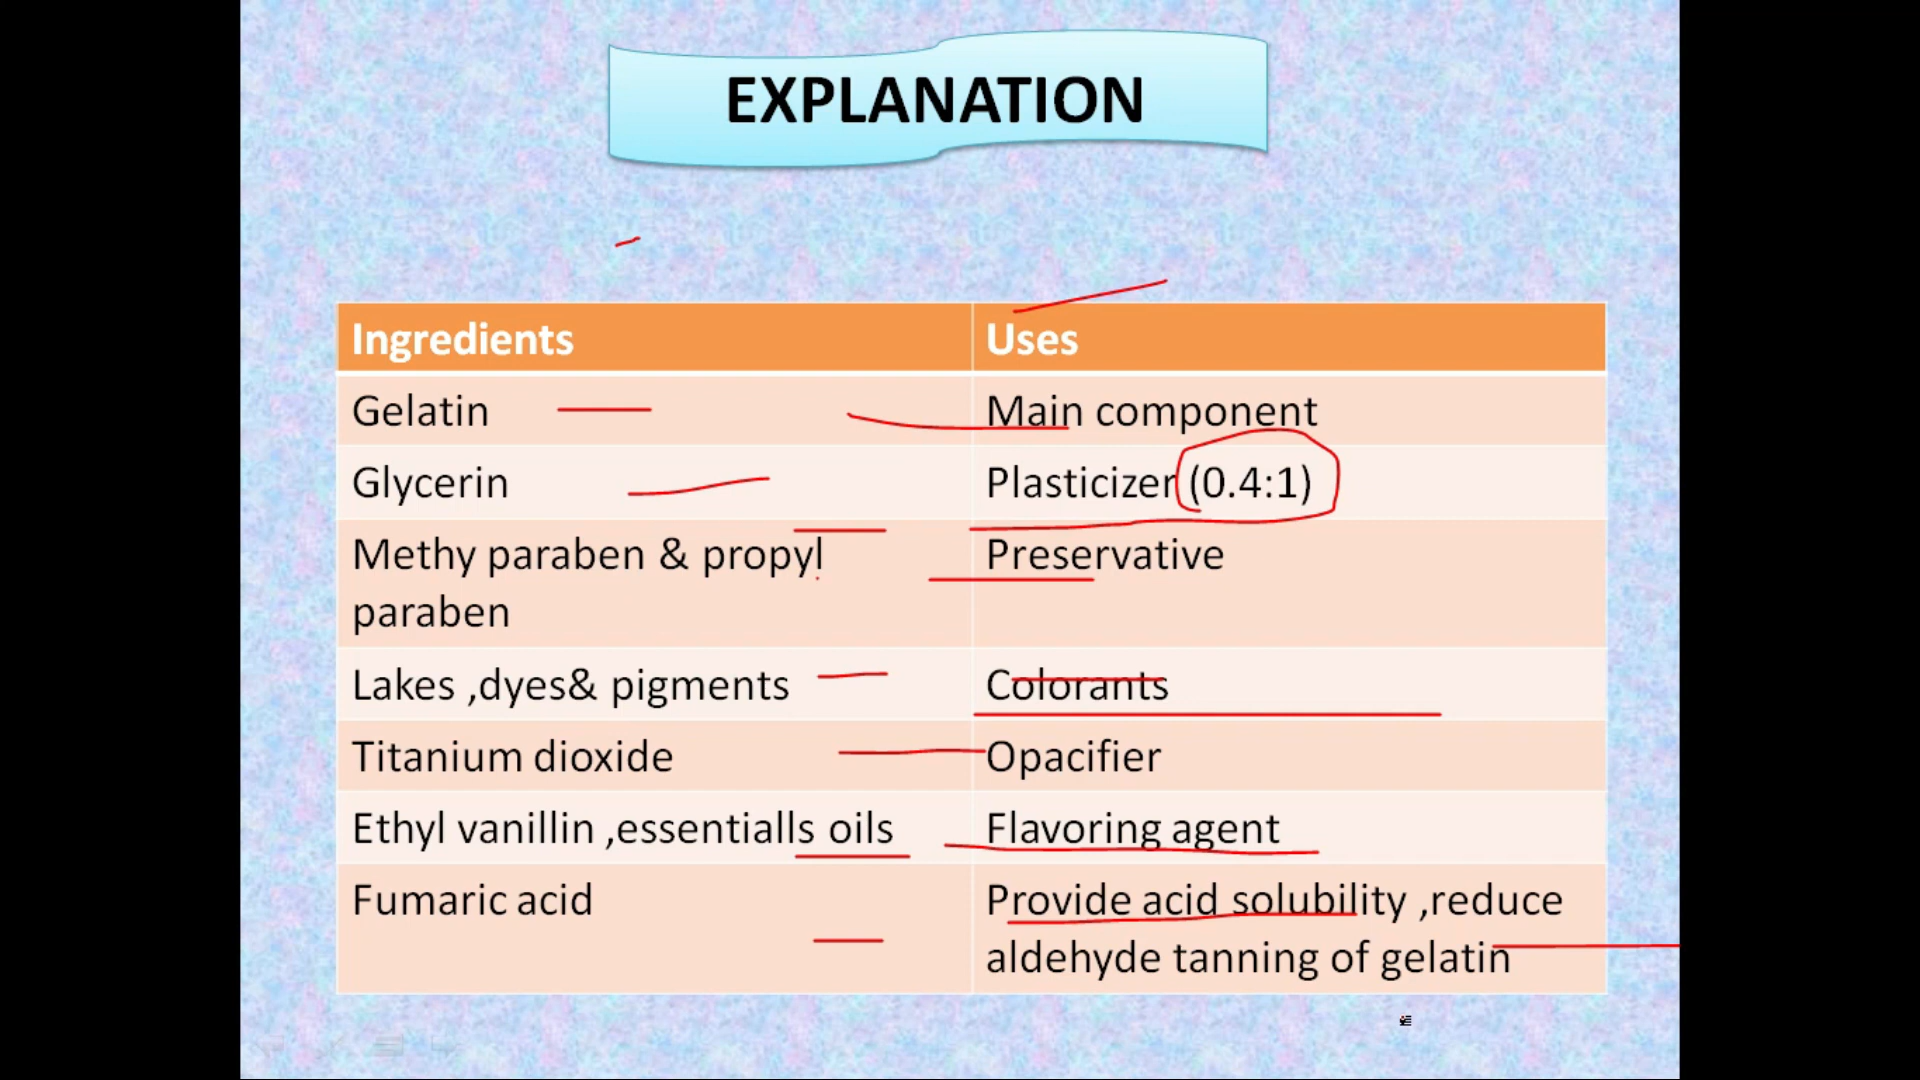 EXPLANATION
Ingredients Uses
Gelatin Main component
Glycerin Plasticizer (0.4:1)
Methy paraben & propyl Preservative
paraben
Lakes ,dyes& pigments Colorants
Titanium dioxide Opacifier
Ethyl vanillin ,essentialls oils Flavoring agent
Fumaric acid Provide acid solubility ,reduce
aldehyde tanning of gelatin